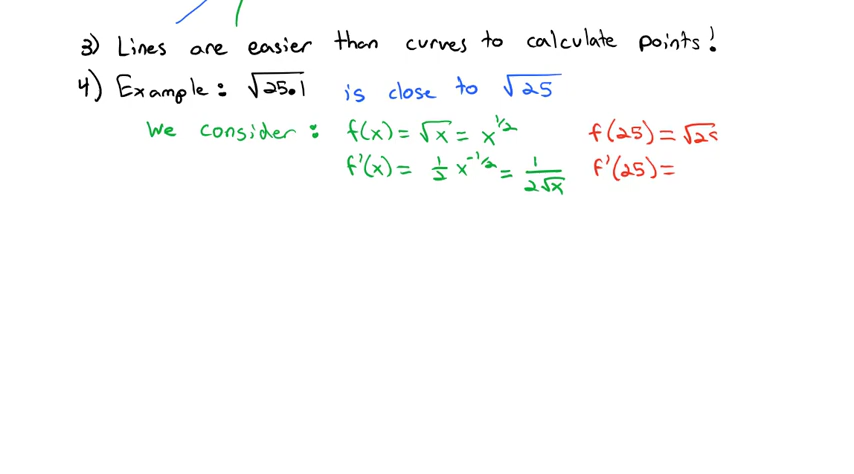 3) Lines are easier than curves to calculate points!
4) Example: √25.1 is close to √25
We consider: f(x) = √x = x^1/2 f(25) = √25
f'(x) = 1/2 x^-1/2 = 1/(2√x) f'(25) =